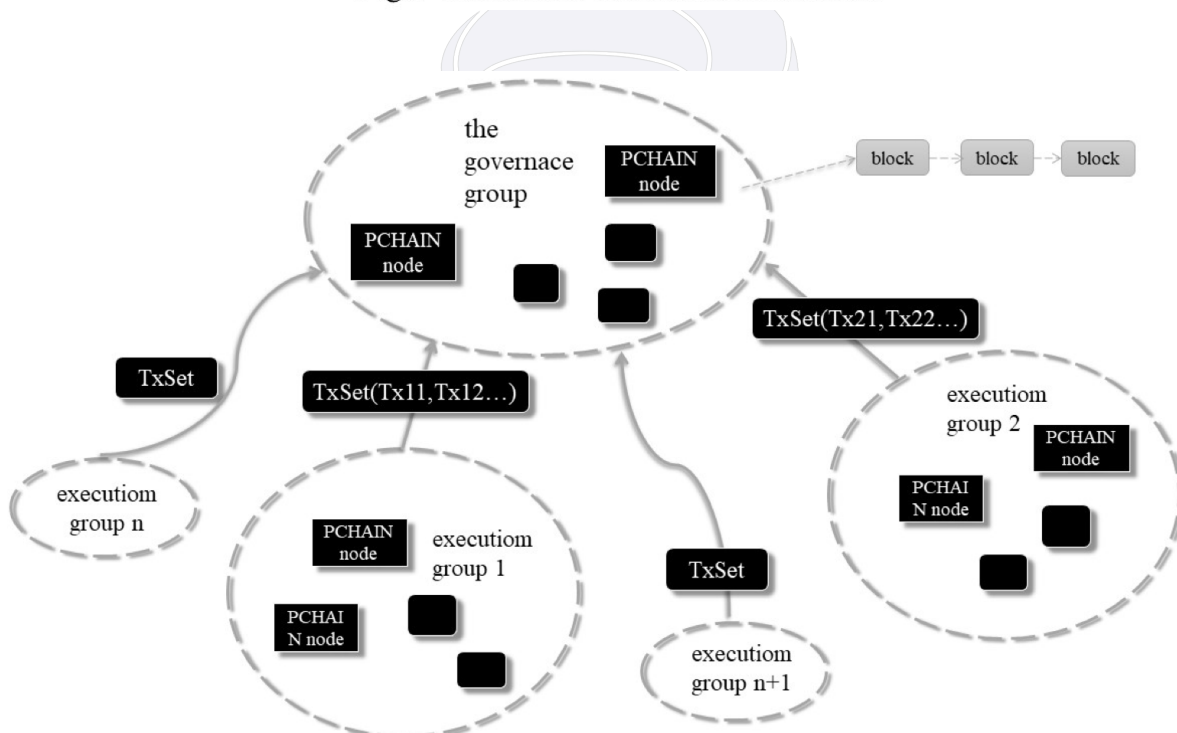 the
governace
group
PCHAIN
node
block
block
block
PCHAIN
node
TxSet(Tx21,Tx22...)
TxSet
TxSet(Tx11,Tx12...)
executiom
group 2
PCHAIN
node
PCHAI
N node
executiom
group n
PCHAIN
node
executiom
group 1
PCHAI
N node
TxSet
executiom
group n+1